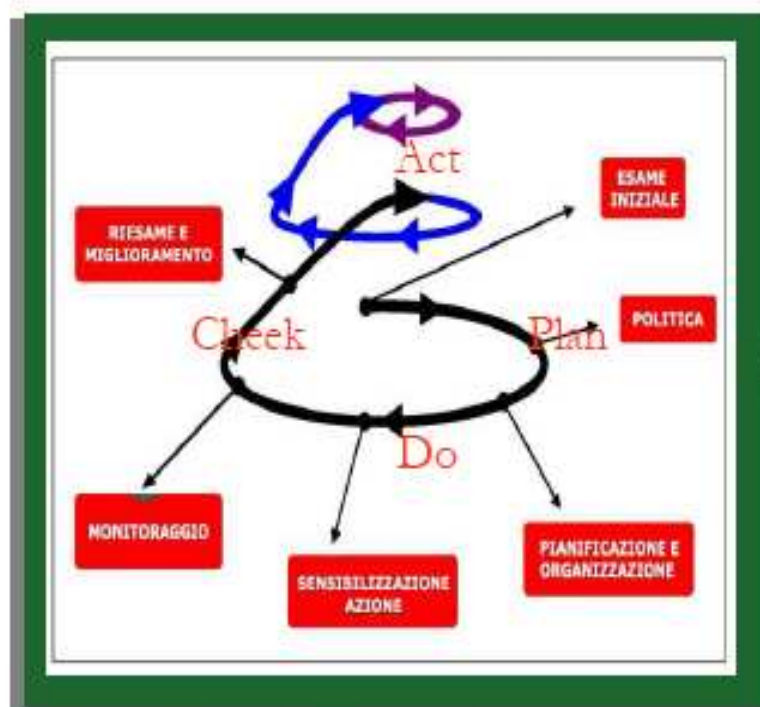 Act
ESAME
INIZIALE
RIESAME E
MIGLIORAMENTO
POLITICA
Cheek
Plan
Do
MONITORAGGIO
PIANIFICAZIONE E
ORGANIZZAZIONE
SENSIBILIZZAZIONE
AZIONE